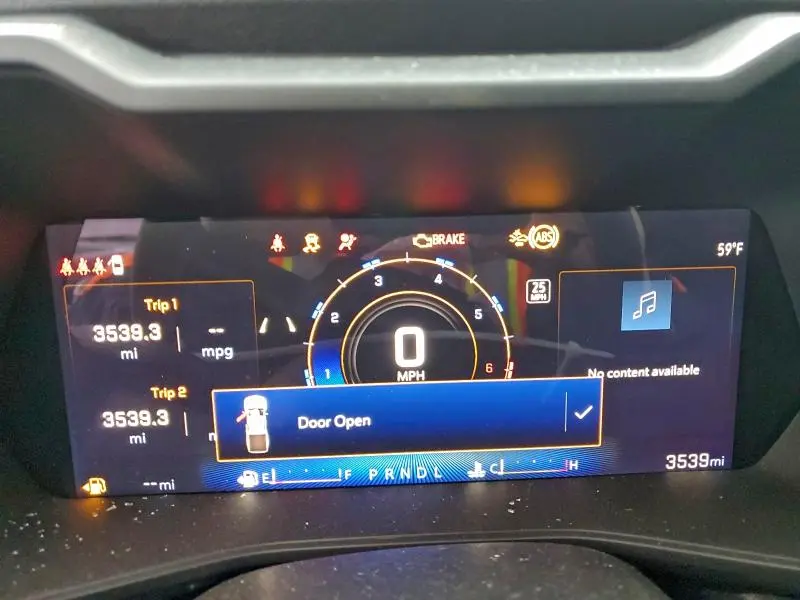 BRAKE
ABS
59°F
Trip 1
3539.3
mi
--
mpg
1
2
3
4
5
6
0
MPH
25
MPH
No content available
Trip 2
3539.3
mi
Door Open
--mi
E
F
PRNDL
C
H
3539mi